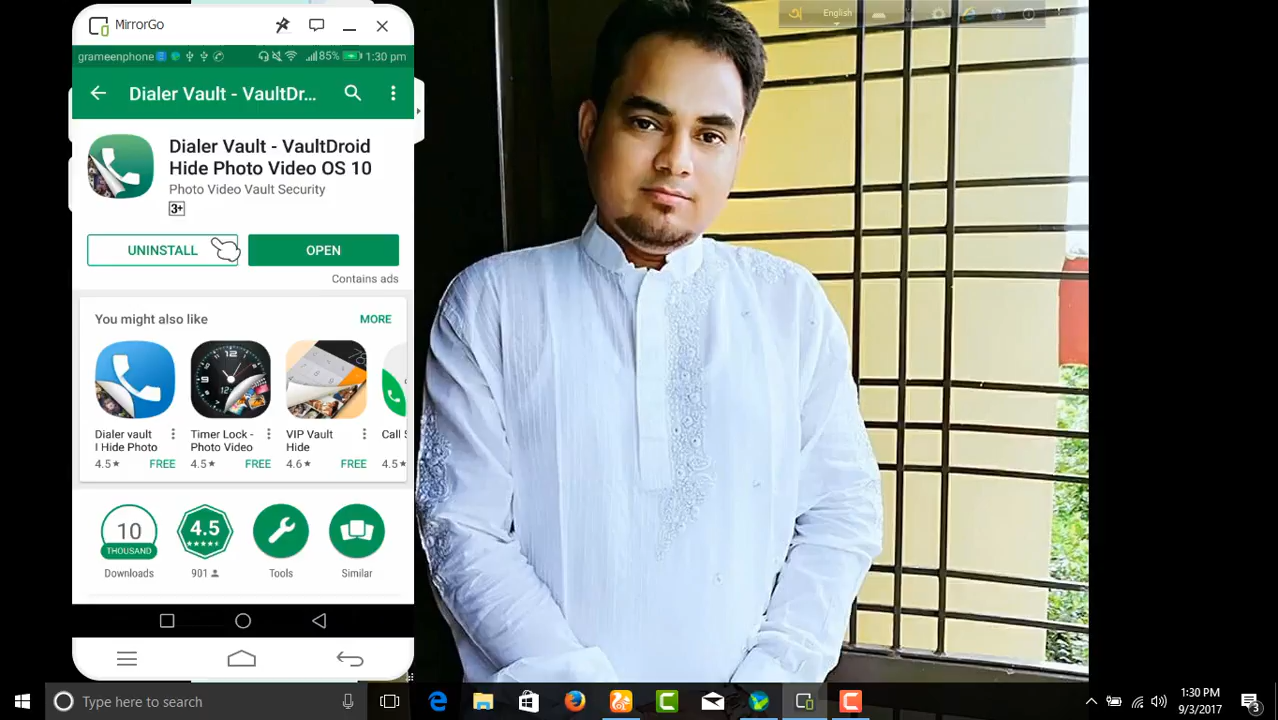 MirrorGo
অ English
grameenphone 85% 1:30 pm
Dialer Vault - VaultDr...
Dialer Vault - VaultDroid
Hide Photo Video OS 10
Photo Video Vault Security
3+
UNINSTALL OPEN
Contains ads
You might also like MORE
12
Dialer vault
I Hide Photo
4.5★ FREE
Timer Lock -
Photo Video
4.5★ FREE
VIP Vault
Hide
4.6★ FREE
Call S
4.5★
10
THOUSAND
Downloads
4.5
901
Tools
Similar
Type here to search
1:30 PM
9/3/2017
3